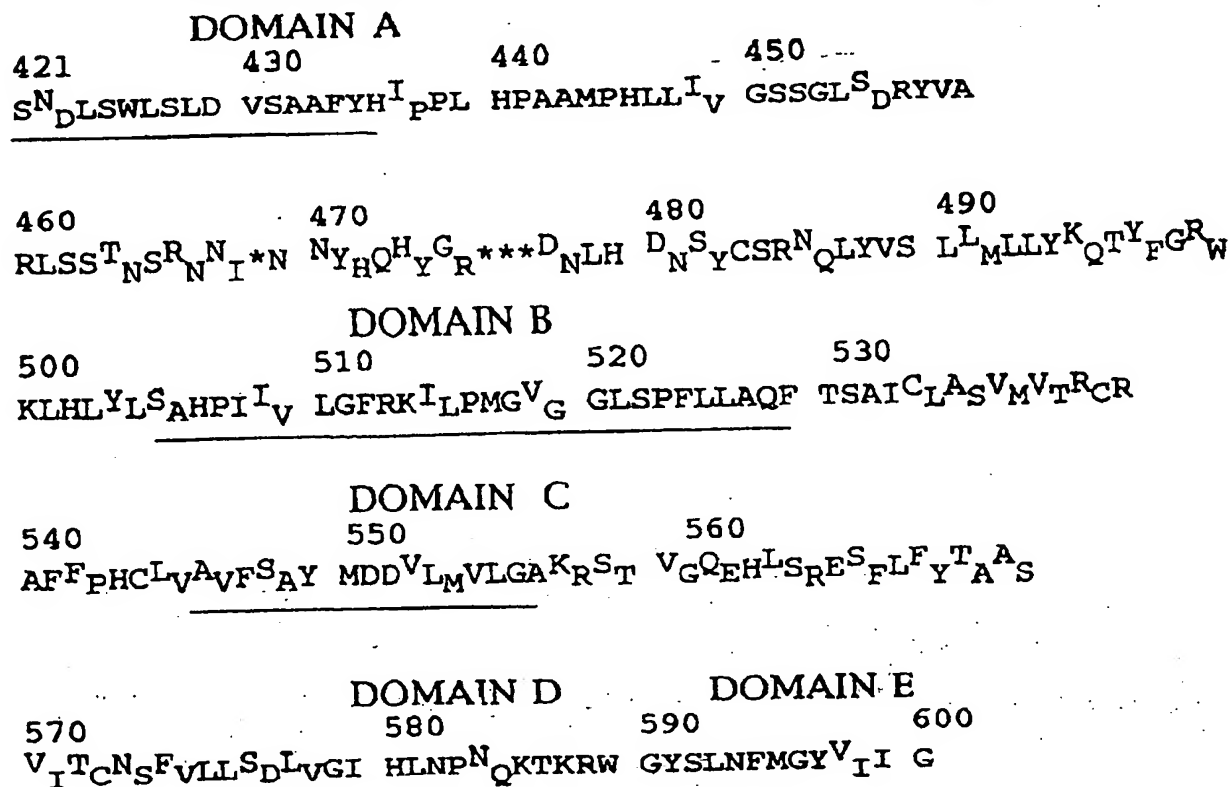 DOMAIN A
421 430 440 450
SNDLSWLSLD VSAAFYHIPPL HPAAMPHLLIV GSSGLSDRYVA
460 470 480 490
RLSSTNSRNNI*N NYHQHYGR***DNLH DNSYCSRNQLYVS LLMLLYKQTYFGRW
DOMAIN B
500 510 520 530
KLHLYLSAHPIIV LGFRKILPMGVG GLSPFLLAQF TSAICLASVMVTRCR
DOMAIN C
540 550 560
AFFPHCLVAVFSAY MDDVLMVLGAKRST VGQEHLSRESFLFYTAAS
DOMAIN D DOMAIN E
570 580 590 600
VITCNSFVLLSDLVGI HLNPNQKTKRW GYSLNFMGYVII G